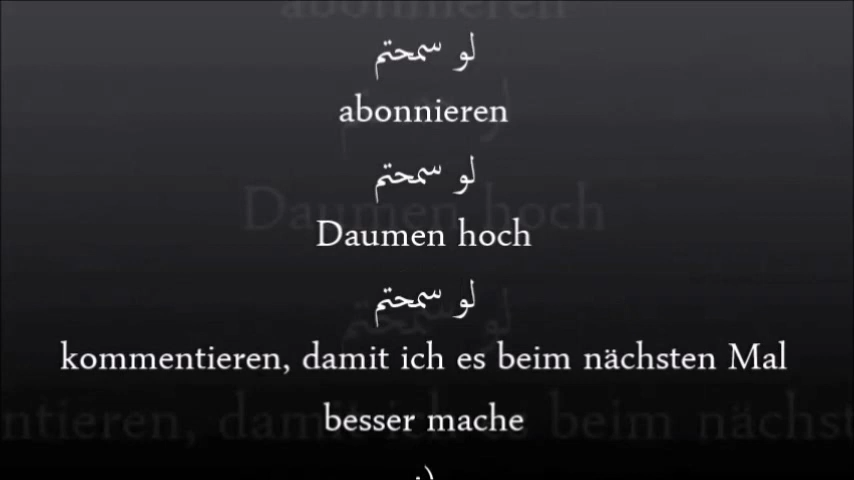 لو سمحتم
abonnieren
لو سمحتم
Daumen hoch
لو سمحتم
kommentieren, damit ich es beim nächsten Mal
besser mache
:)